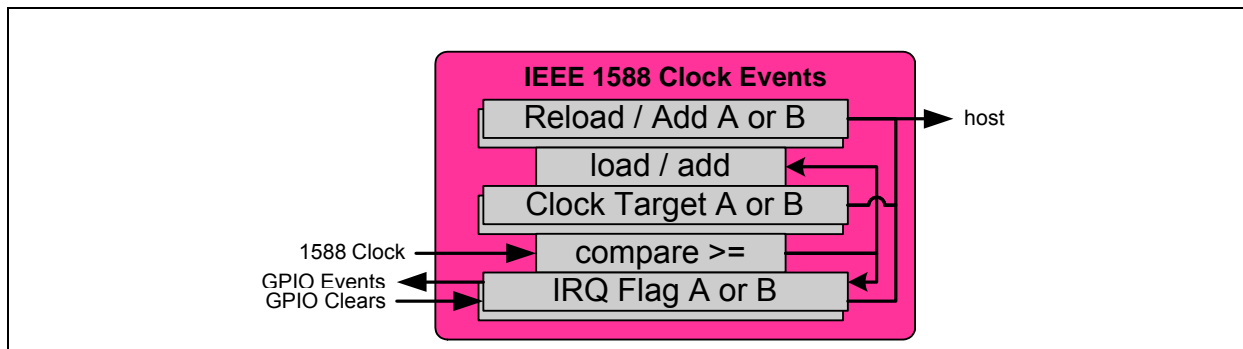 IEEE 1588 Clock Events
Reload / Add A or B
host
load / add
Clock Target A or B
1588 Clock
compare >=
GPIO Events
IRQ Flag A or B
GPIO Clears